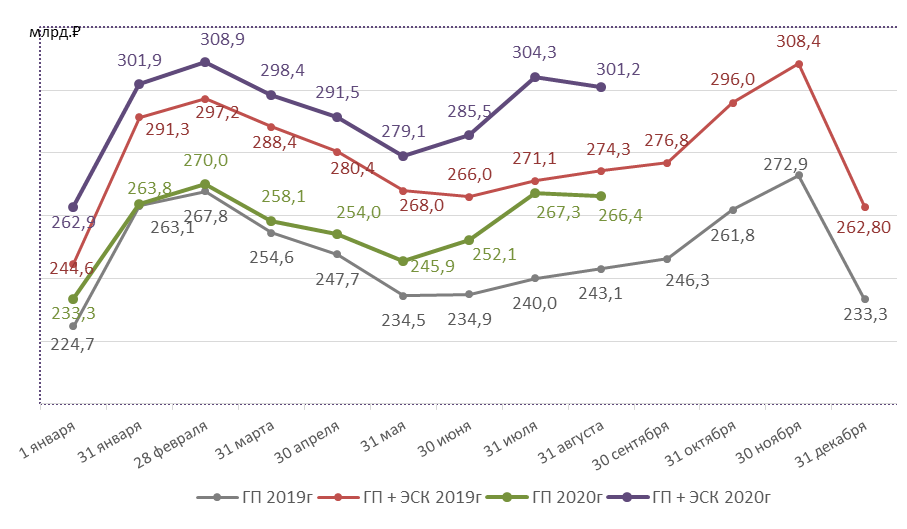 млрд.₽
308,9
301,9
298,4
291,5
279,1
285,5
304,3
301,2
308,4
296,0
262,9
291,3
297,2
288,4
280,4
268,0
266,0
271,1
274,3
276,8
262,80
244,6
263,8
270,0
258,1
254,0
245,9
252,1
267,3
266,4
233,3
263,1
267,8
254,6
247,7
234,5
234,9
240,0
243,1
246,3
261,8
272,9
233,3
224,7
1 января
31 января
28 февраля
31 марта
30 апреля
31 мая
30 июня
31 июля
31 августа
30 сентября
31 октября
30 ноября
31 декабря
ГП 2019г ГП + ЭСК 2019г ГП 2020г ГП + ЭСК 2020г